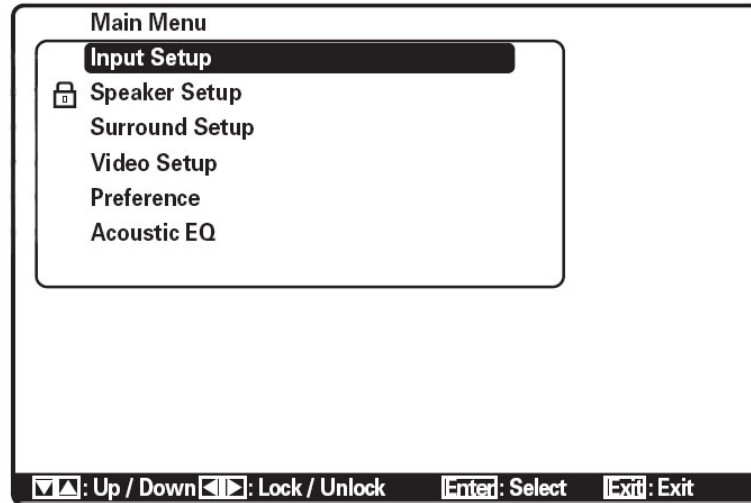 Main Menu
Input Setup
Speaker Setup
Surround Setup
Video Setup
Preference
Acoustic EQ
▼▲: Up / Down ◀▶: Lock / Unlock Enter: Select Exit: Exit